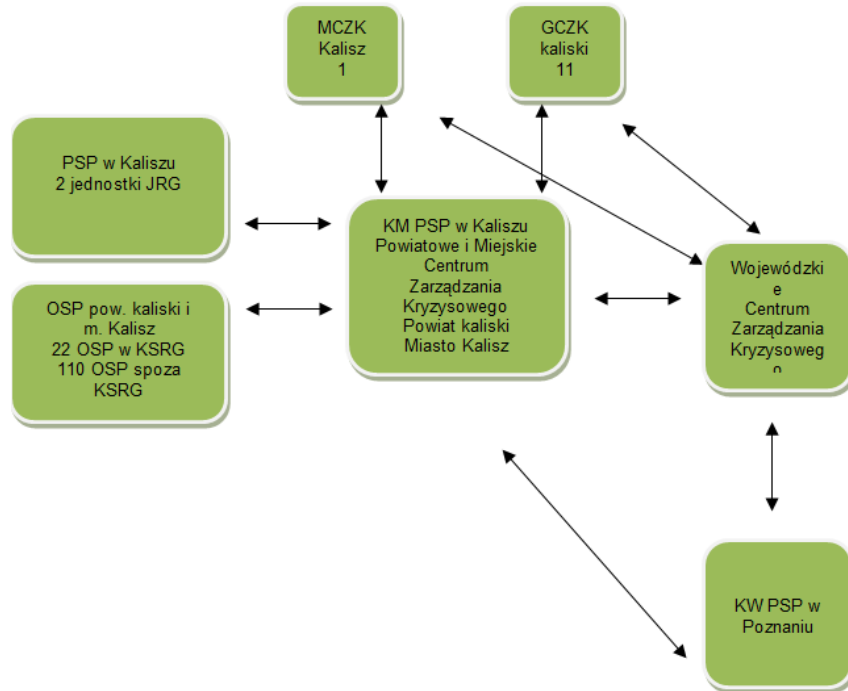 MCZK
Kalisz
1
GCZK
kaliski
11
PSP w Kaliszu
2 jednostki JRG
KM PSP w Kaliszu
Powiatowe i Miejskie
Centrum
Zarządzania
Kryzysowego
Powiat kaliski
Miasto Kalisz
OSP pow. kaliski i
m. Kalisz
22 OSP w KSRG
110 OSP spoza
KSRG
Wojewódzki
e
Centrum
Zarządzania
Kryzysoweg
o
KW PSP w
Poznaniu